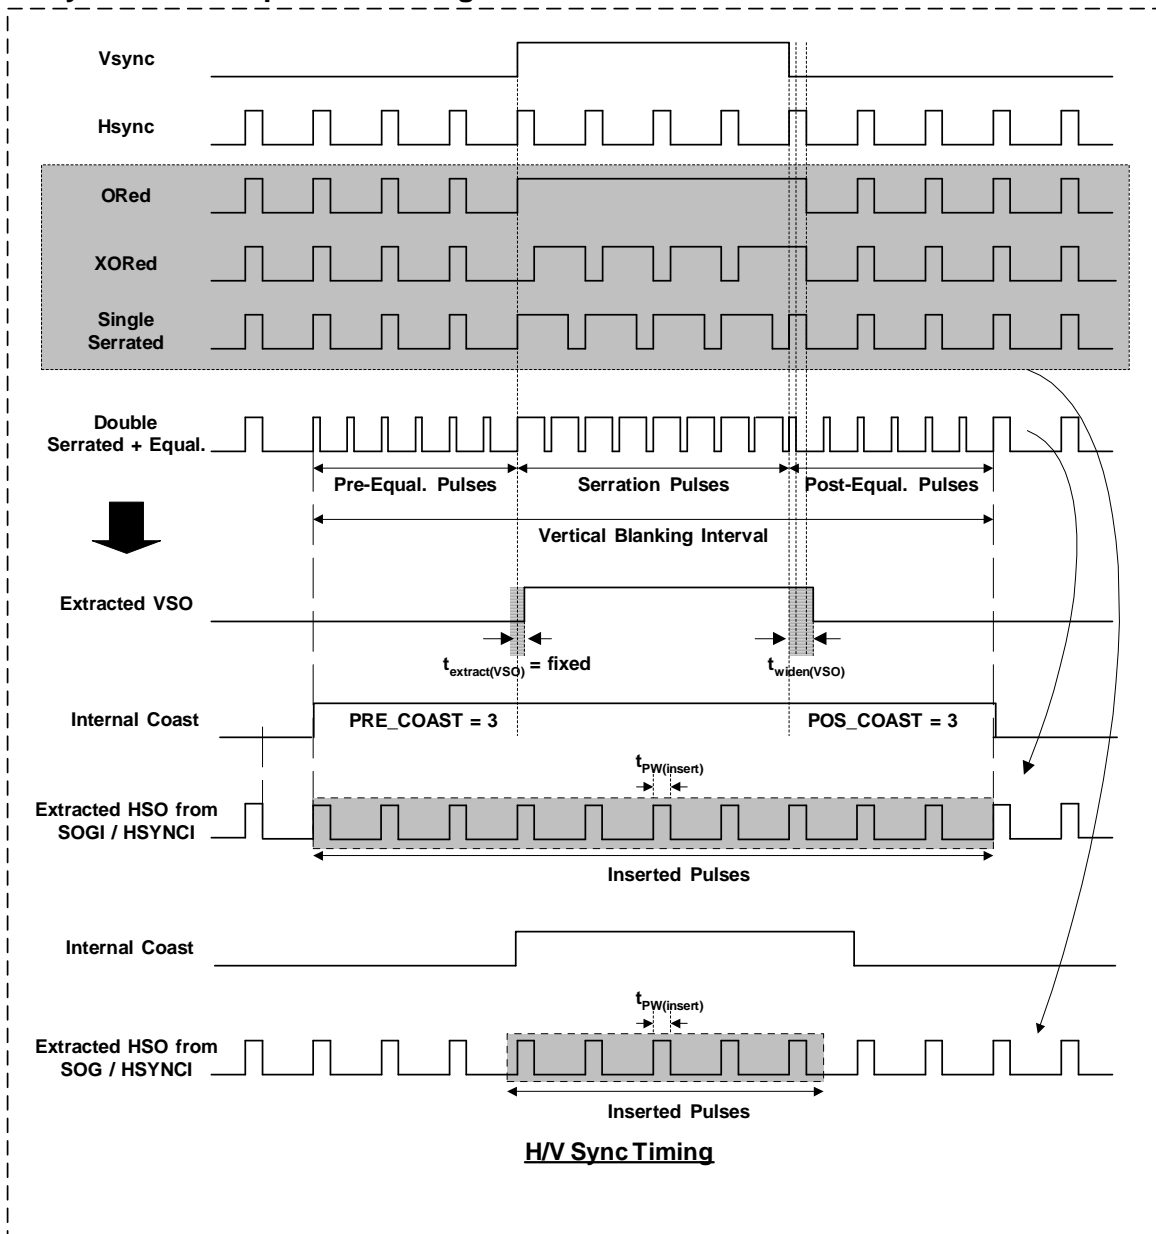 Vsync
Hsync
ORed
XORed
Single
Serrated
Double
Serrated + Equal.
Pre-Equal. Pulses
Serration Pulses
Post-Equal. Pulses
Vertical Blanking Interval
Extracted VSO
textract(VSO) = fixed
twiden(VSO)
Internal Coast
PRE_COAST = 3
POS_COAST = 3
tPW(insert)
Extracted HSO from
SOGI / HSYNCI
Inserted Pulses
Internal Coast
tPW(insert)
Extracted HSO from
SOG / HSYNCI
Inserted Pulses
H/V Sync Timing